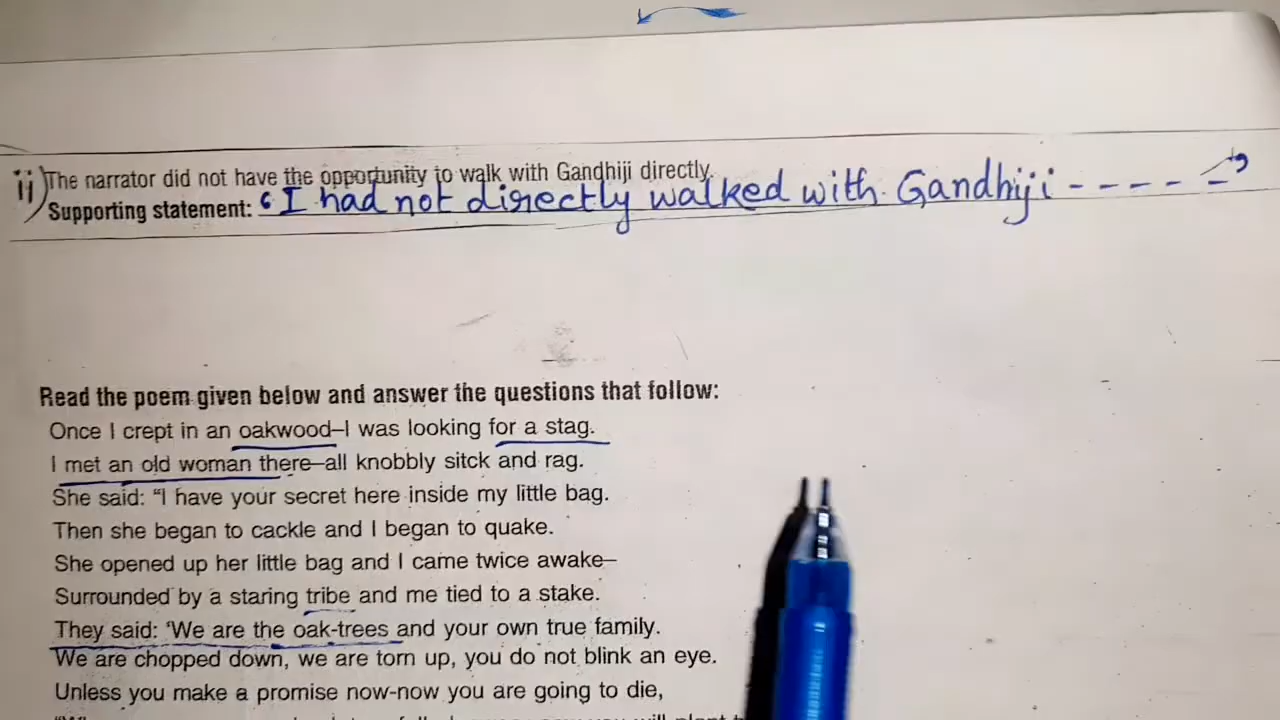 ii) The narrator did not have the opportunity to walk with Gandhiji directly.
Supporting statement: ‘I had not directly walked with Gandhiji - - - - - ’
Read the poem given below and answer the questions that follow:
Once I crept in an oakwood–I was looking for a stag.
I met an old woman there–all knobbly sitck and rag.
She said: “I have your secret here inside my little bag.
Then she began to cackle and I began to quake.
She opened up her little bag and I came twice awake–
Surrounded by a staring tribe and me tied to a stake.
They said: ‘We are the oak-trees and your own true family.
We are chopped down, we are torn up, you do not blink an eye.
Unless you make a promise now-now you are going to die,